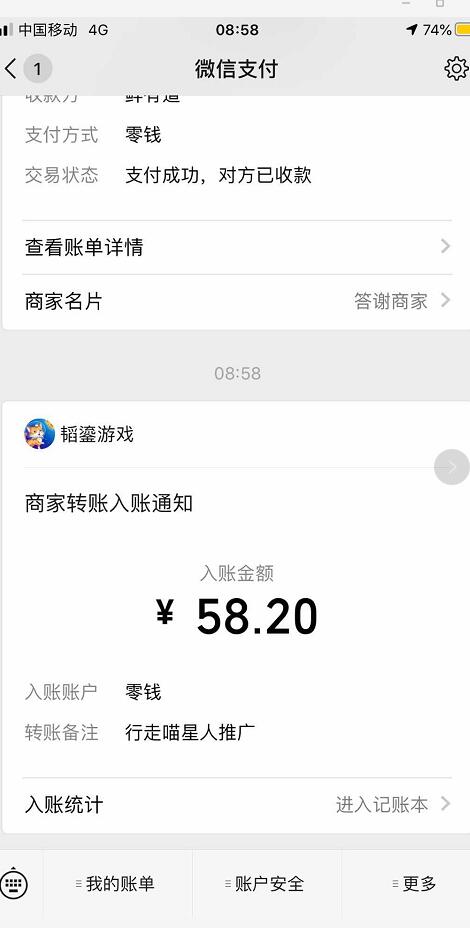 中国移动 4G 08:58 74%
1 微信支付
收款方 鲜有道
支付方式 零钱
交易状态 支付成功，对方已收款
查看账单详情
商家名片 答谢商家
08:58
韬鎏游戏
商家转账入账通知
入账金额
¥ 58.20
入账账户 零钱
转账备注 行走喵星人推广
入账统计 进入记账本
我的账单 账户安全 更多